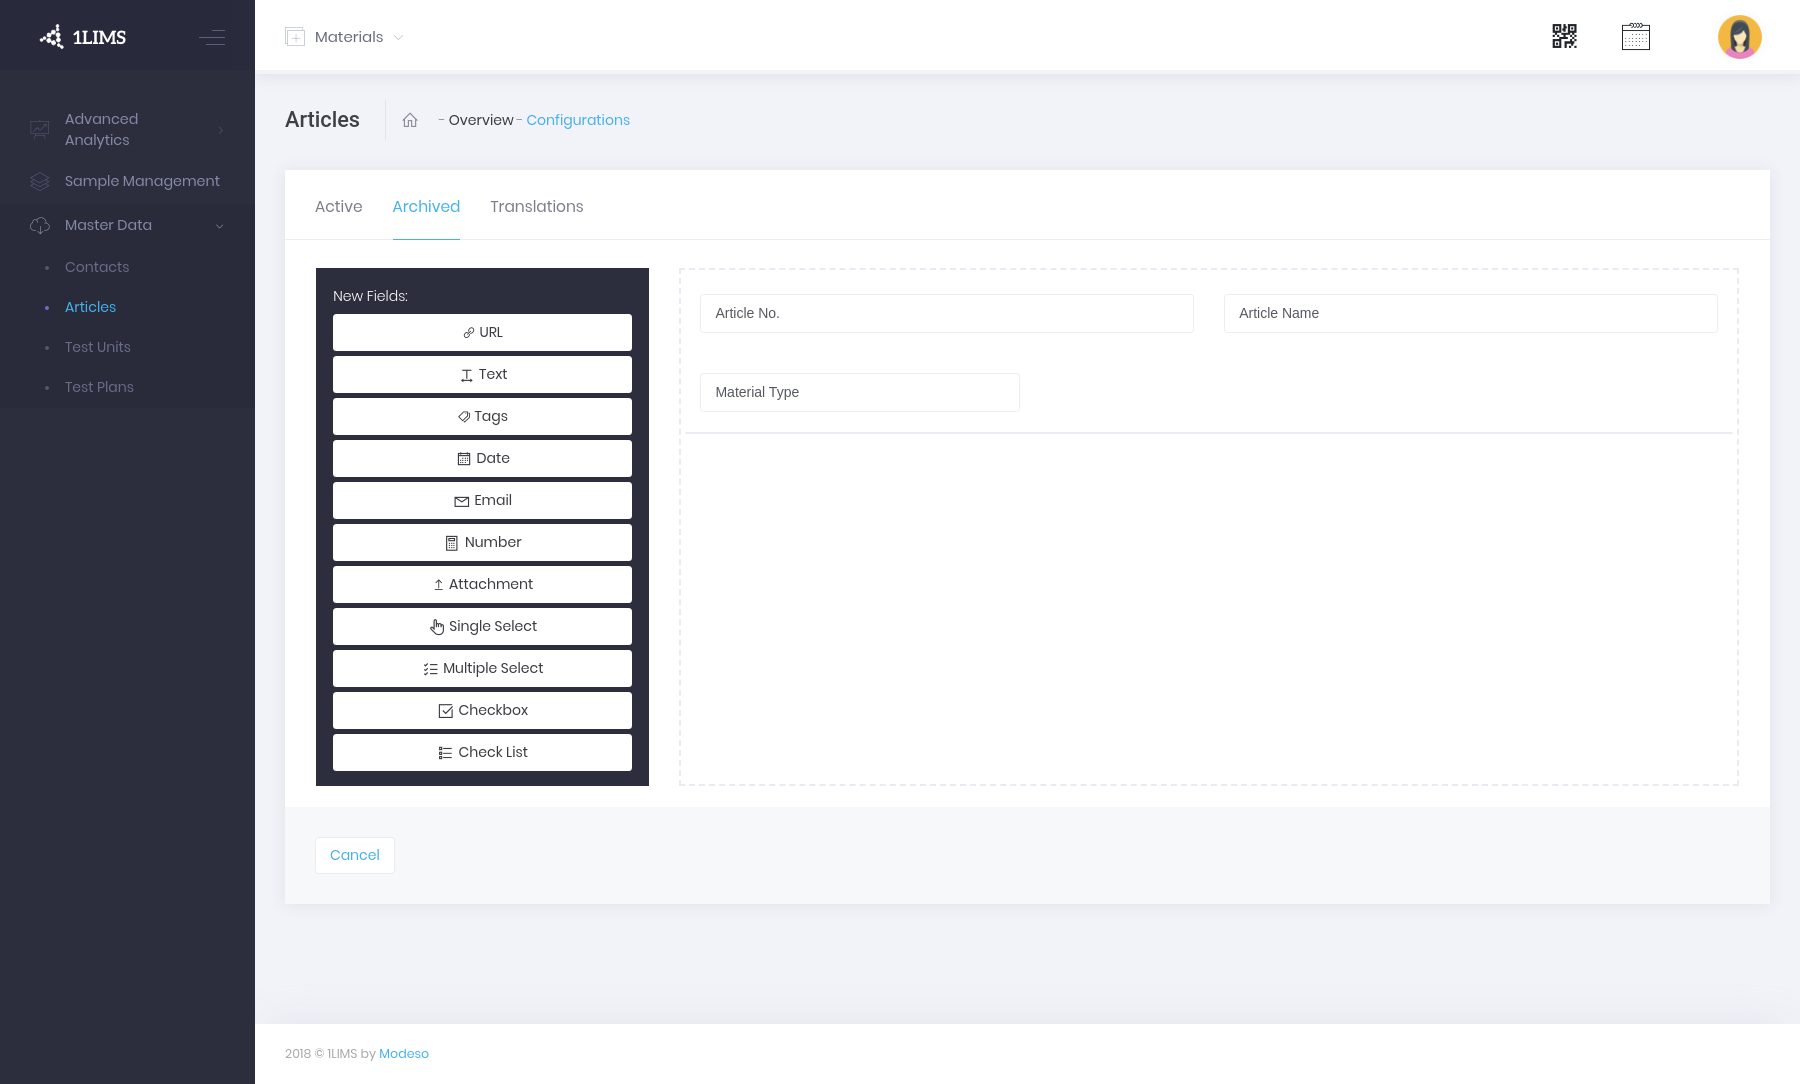 1LIMS
Materials
Advanced
Analytics
Sample Management
Master Data
Contacts
Articles
Test Units
Test Plans
Articles
- Overview - Configurations
Active
Archived
Translations
New Fields:
URL
Text
Tags
Date
Email
Number
Attachment
Single Select
Multiple Select
Checkbox
Check List
Article No.
Article Name
Material Type
Cancel
2018 © 1LIMS by Modeso